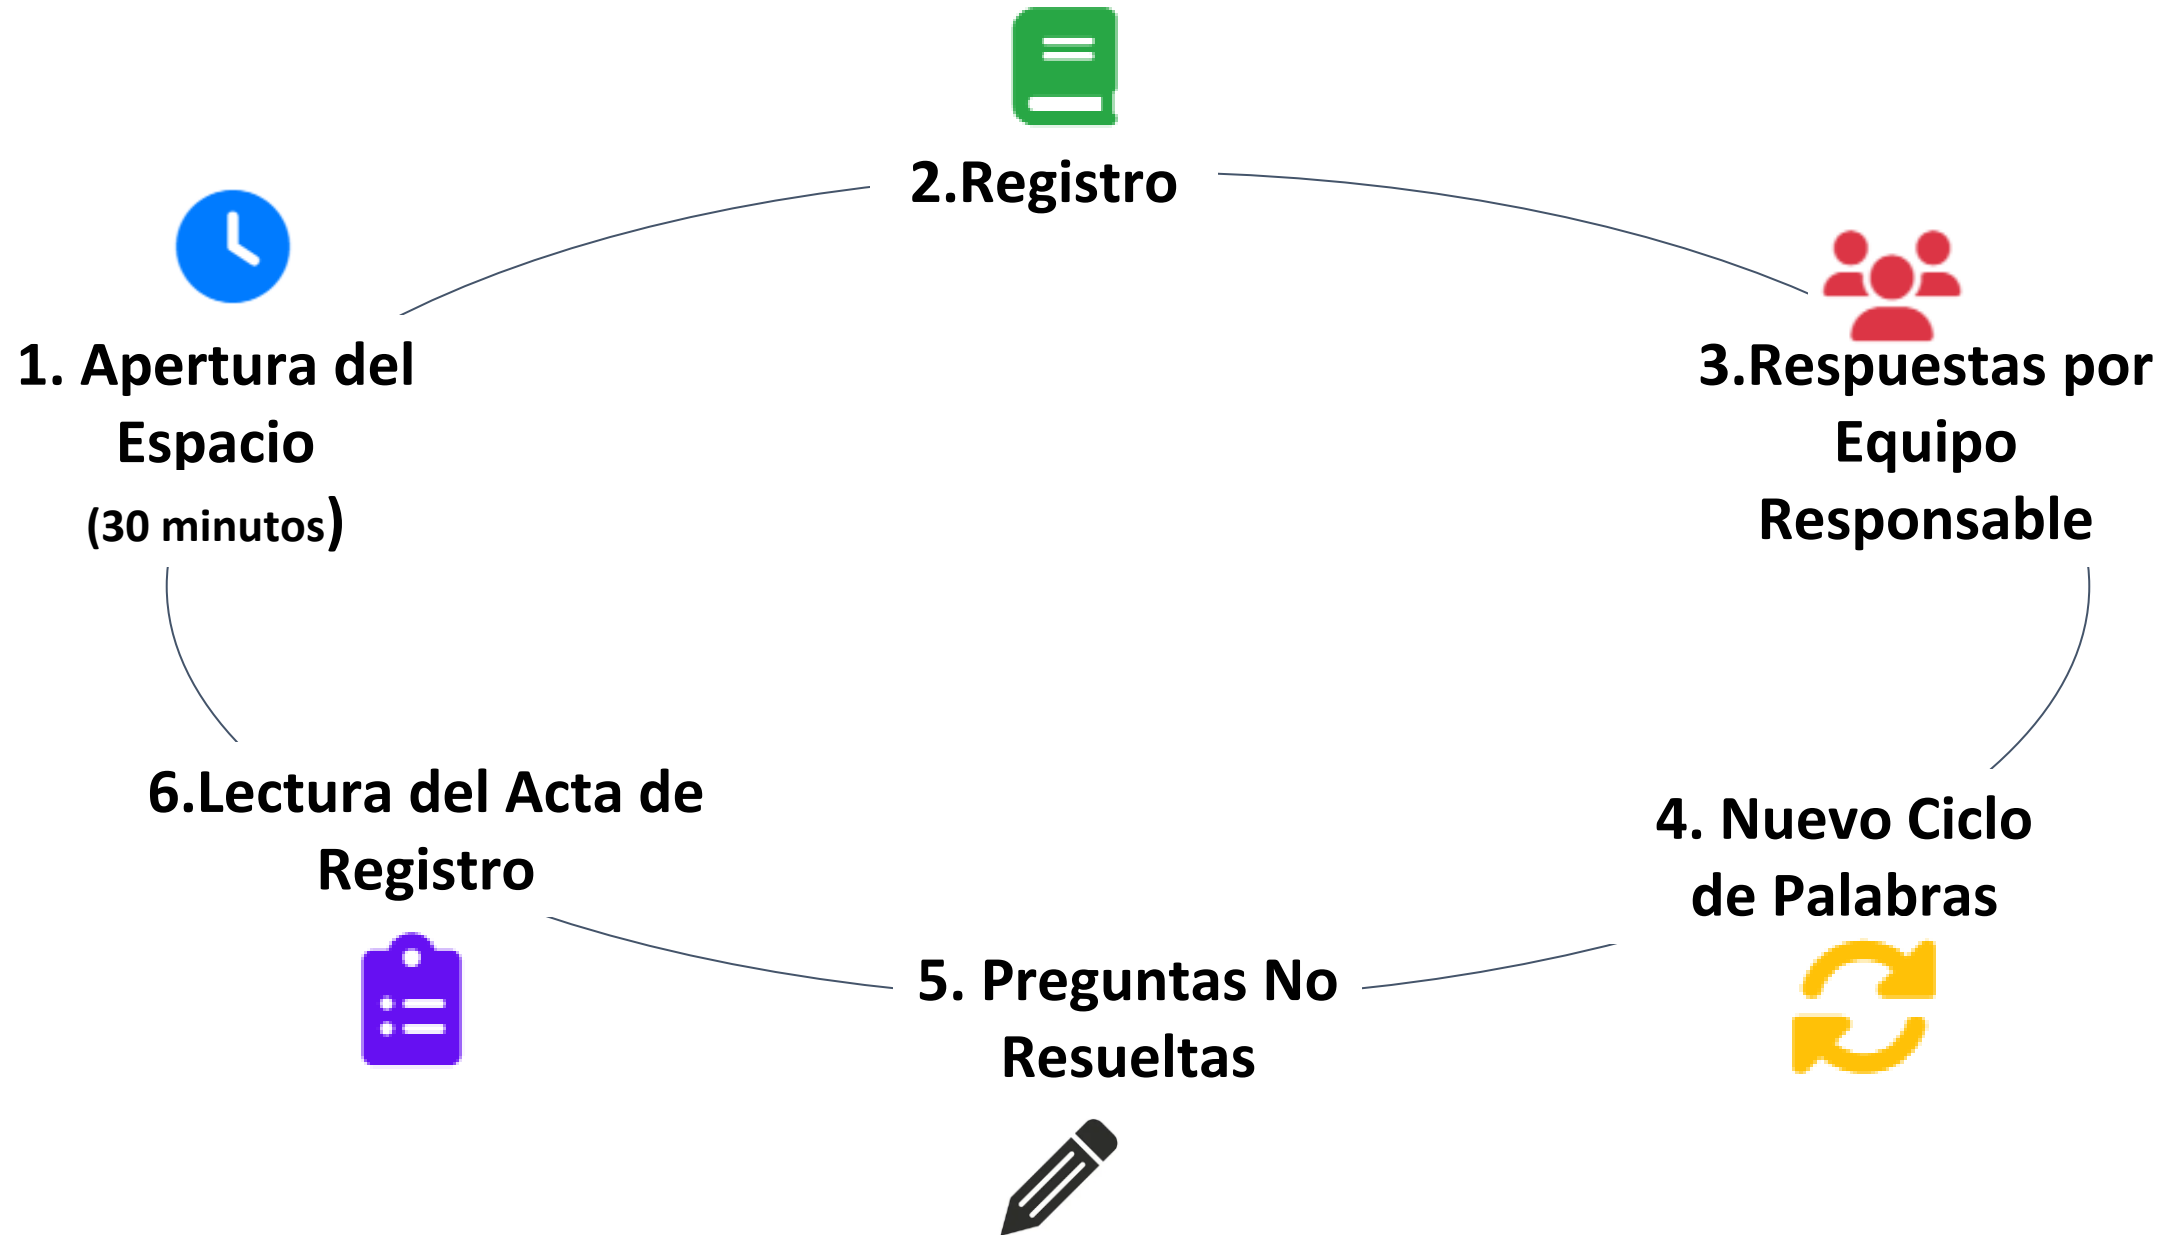 1. Apertura del
Espacio
(30 minutos)
2.Registro
3.Respuestas por
Equipo
Responsable
4. Nuevo Ciclo
de Palabras
5. Preguntas No
Resueltas
6.Lectura del Acta de
Registro